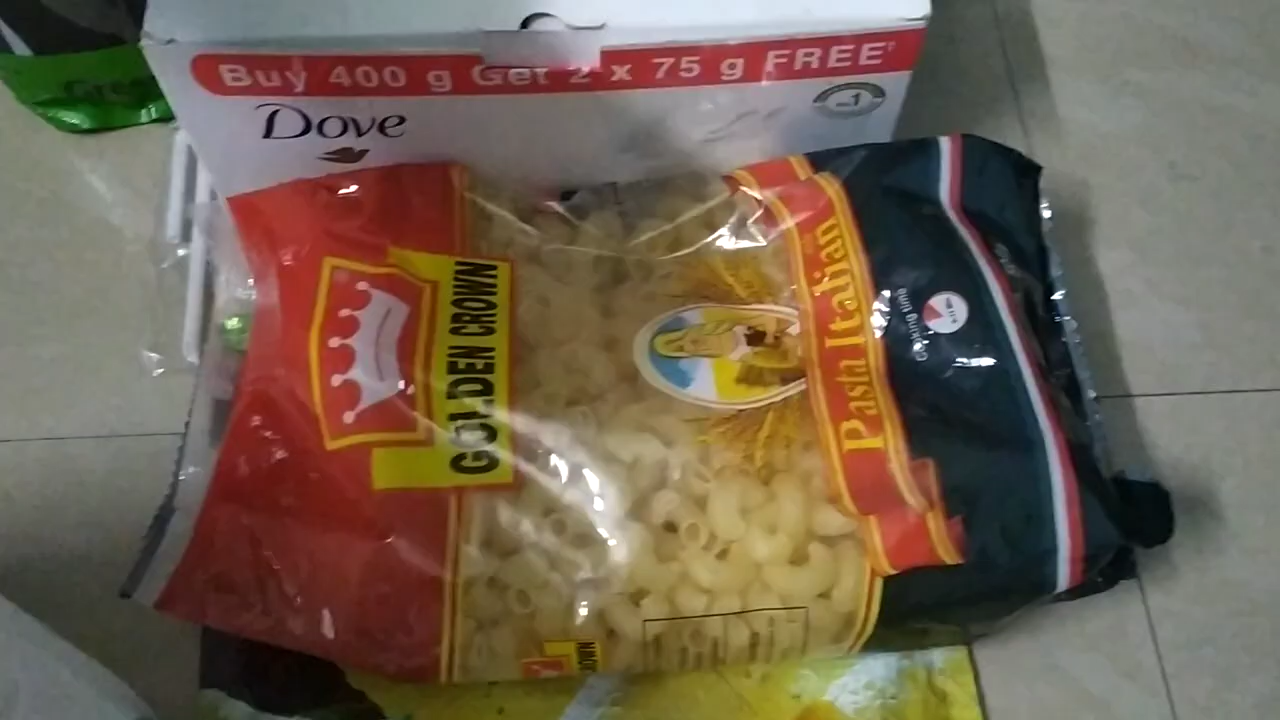 Buy 400 g Get 2 x 75 g FREE
Dove
GOLDEN CROWN
Pasta Italian
Cooking time